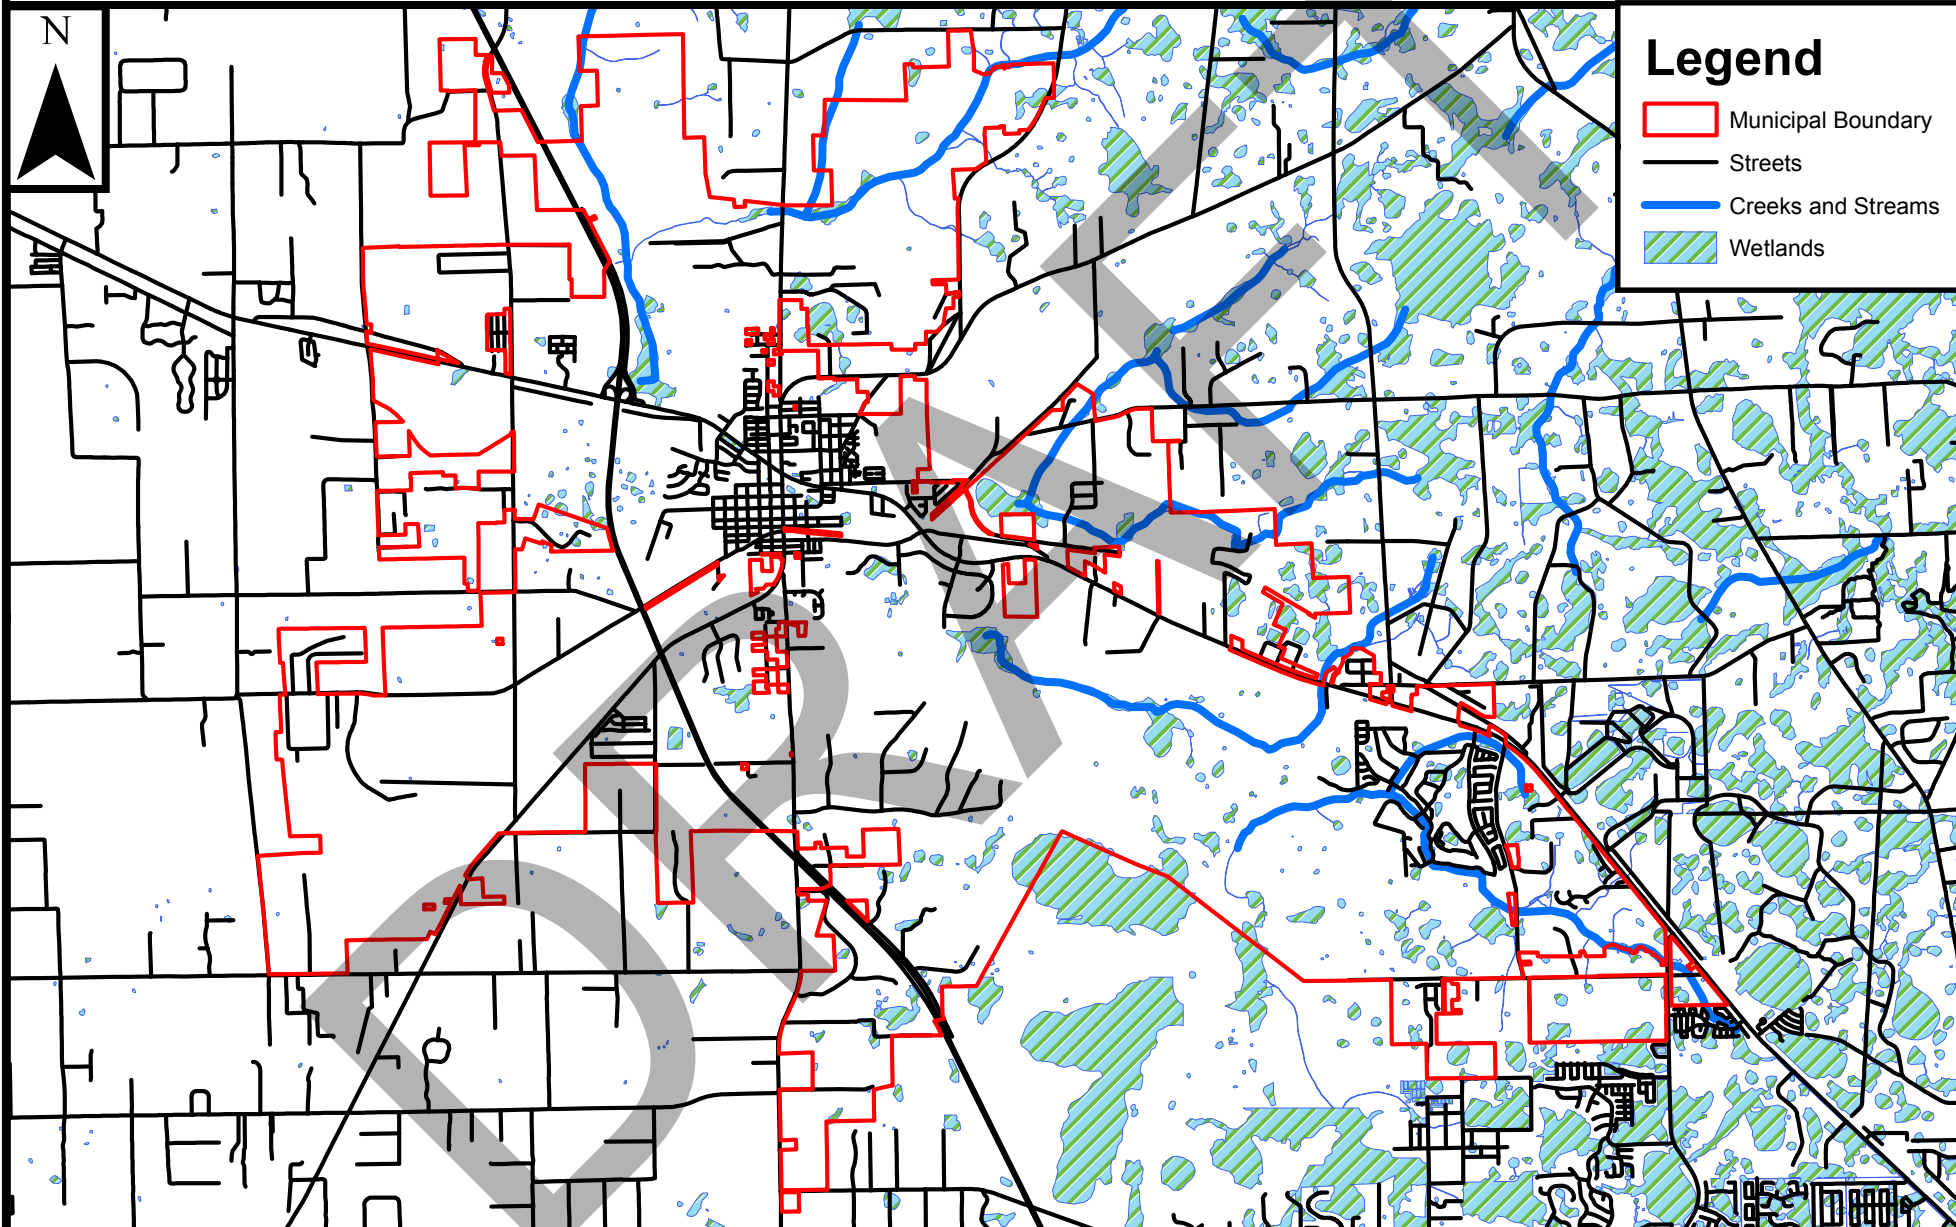 N
Legend
Municipal Boundary
Streets
Creeks and Streams
Wetlands
DRAFT